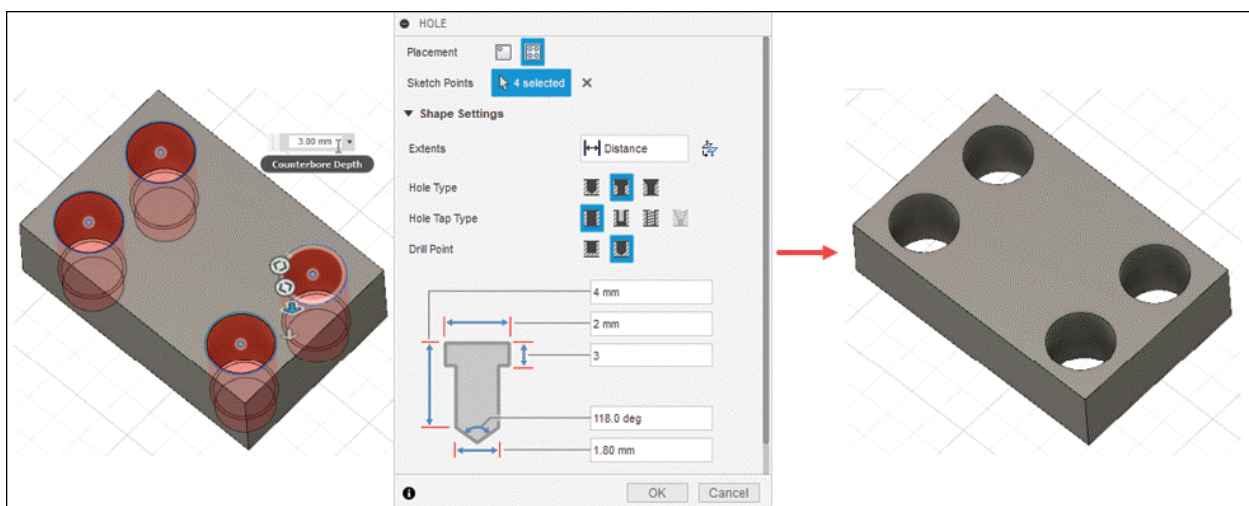 HOLE
Placement
Sketch Points 4 selected
3.00 mm
Counterbore Depth
Shape Settings
Extents Distance
Hole Type
Hole Tap Type
Drill Point
4 mm
2 mm
3
118.0 deg
1.80 mm
OK Cancel